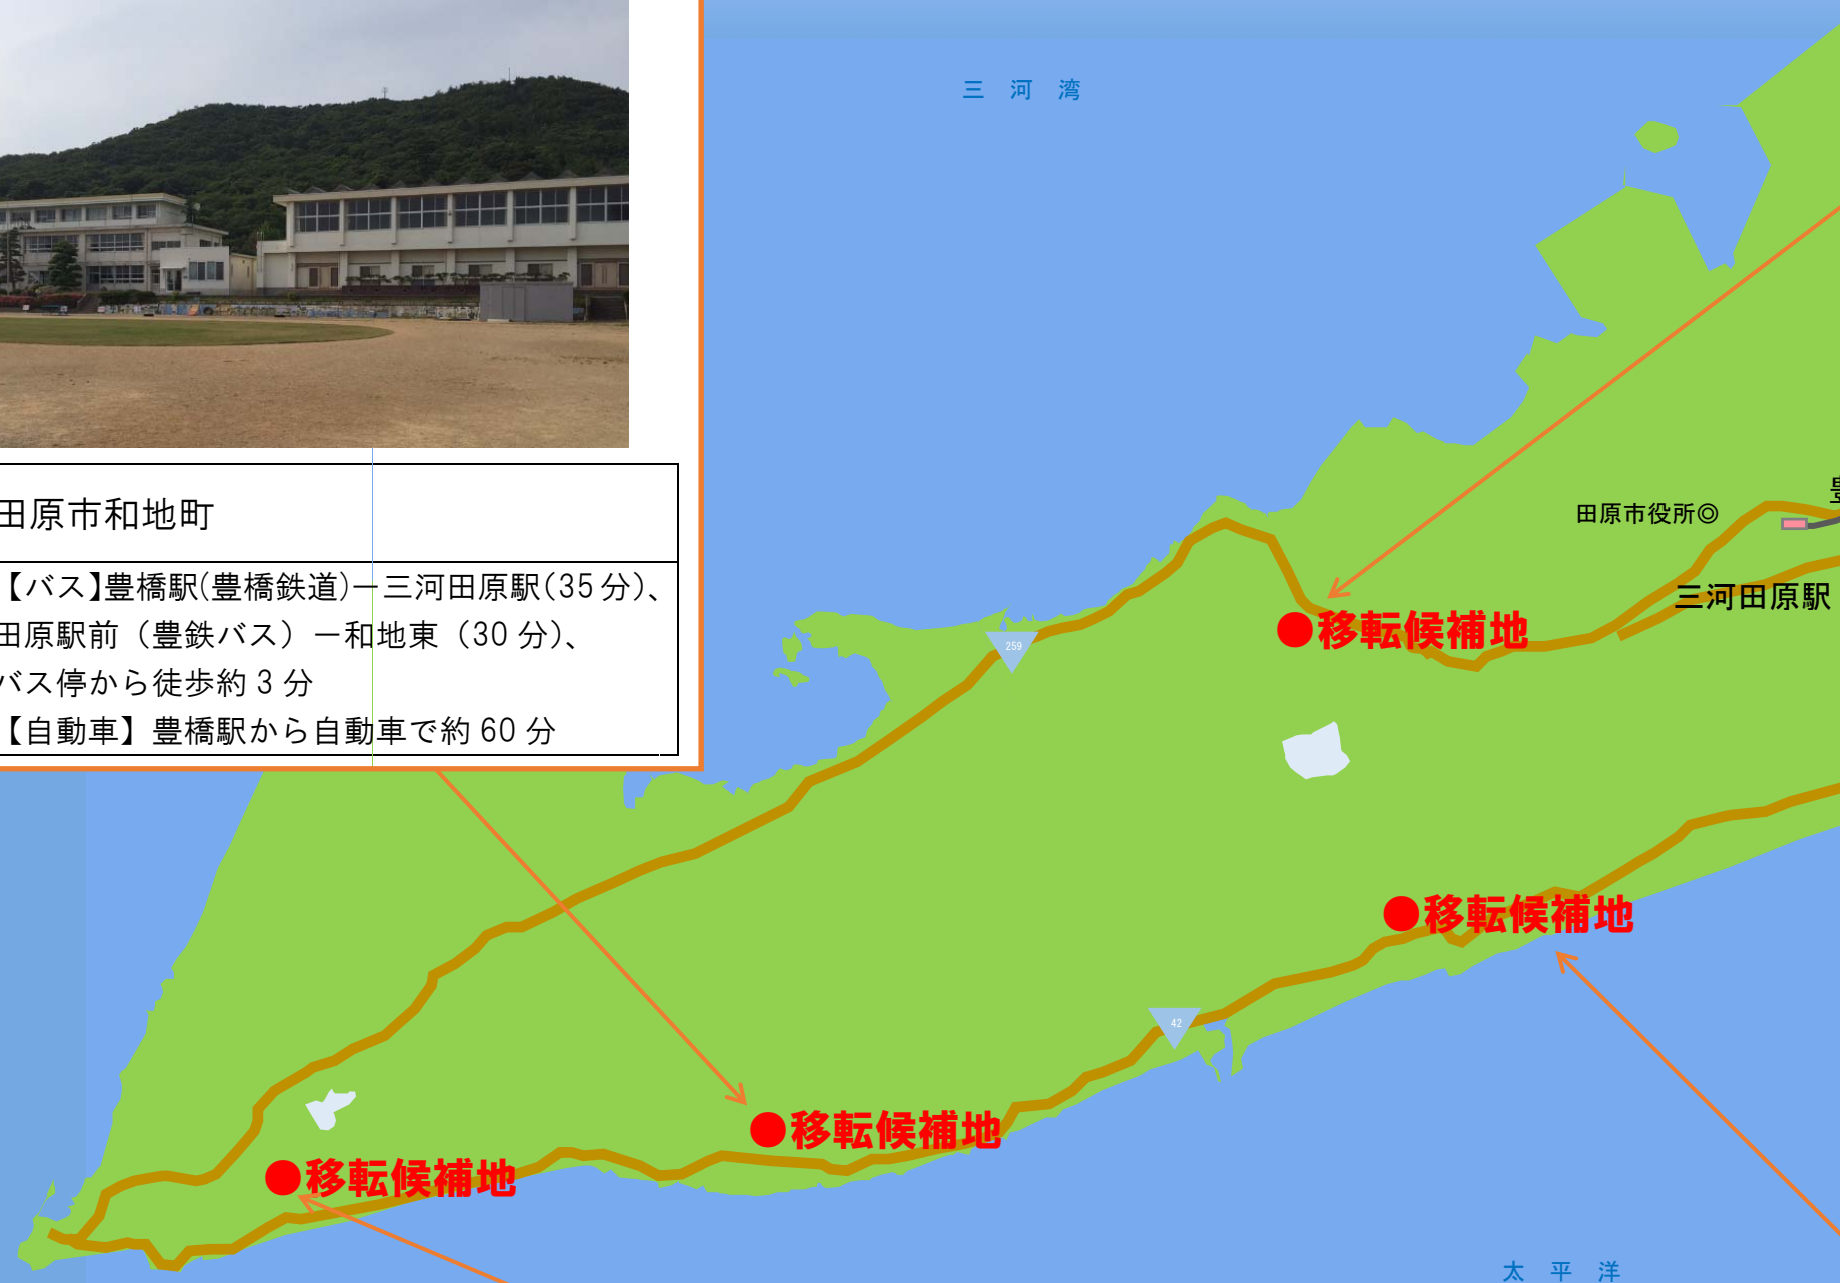 三 河 湾
田原市和地町
【バス】豊橋駅(豊橋鉄道)－三河田原駅(35分)、
田原駅前（豊鉄バス）－和地東（30分）、
バス停から徒歩約3分
【自動車】豊橋駅から自動車で約60分
田原市役所◎
三河田原駅
259
●移転候補地
●移転候補地
42
●移転候補地
●移転候補地
太 平 洋